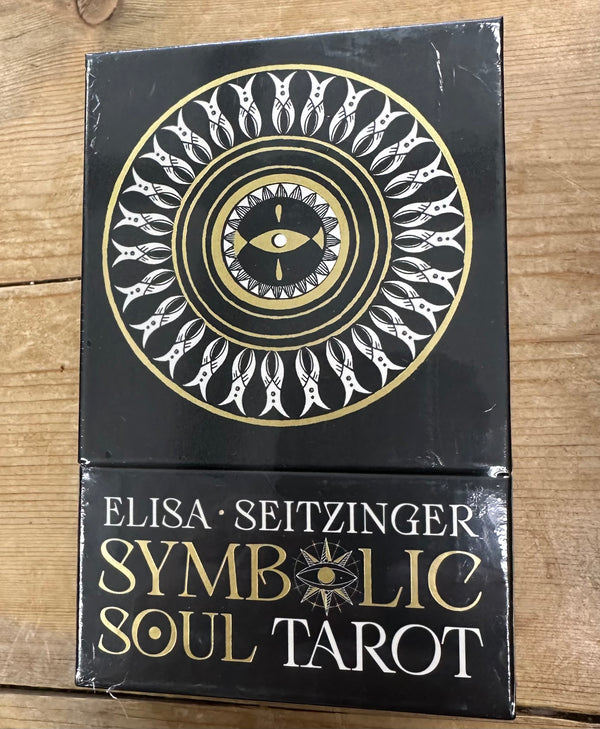 ELISA · SEITZINGER
SYMBOLIC
SOUL TAROT